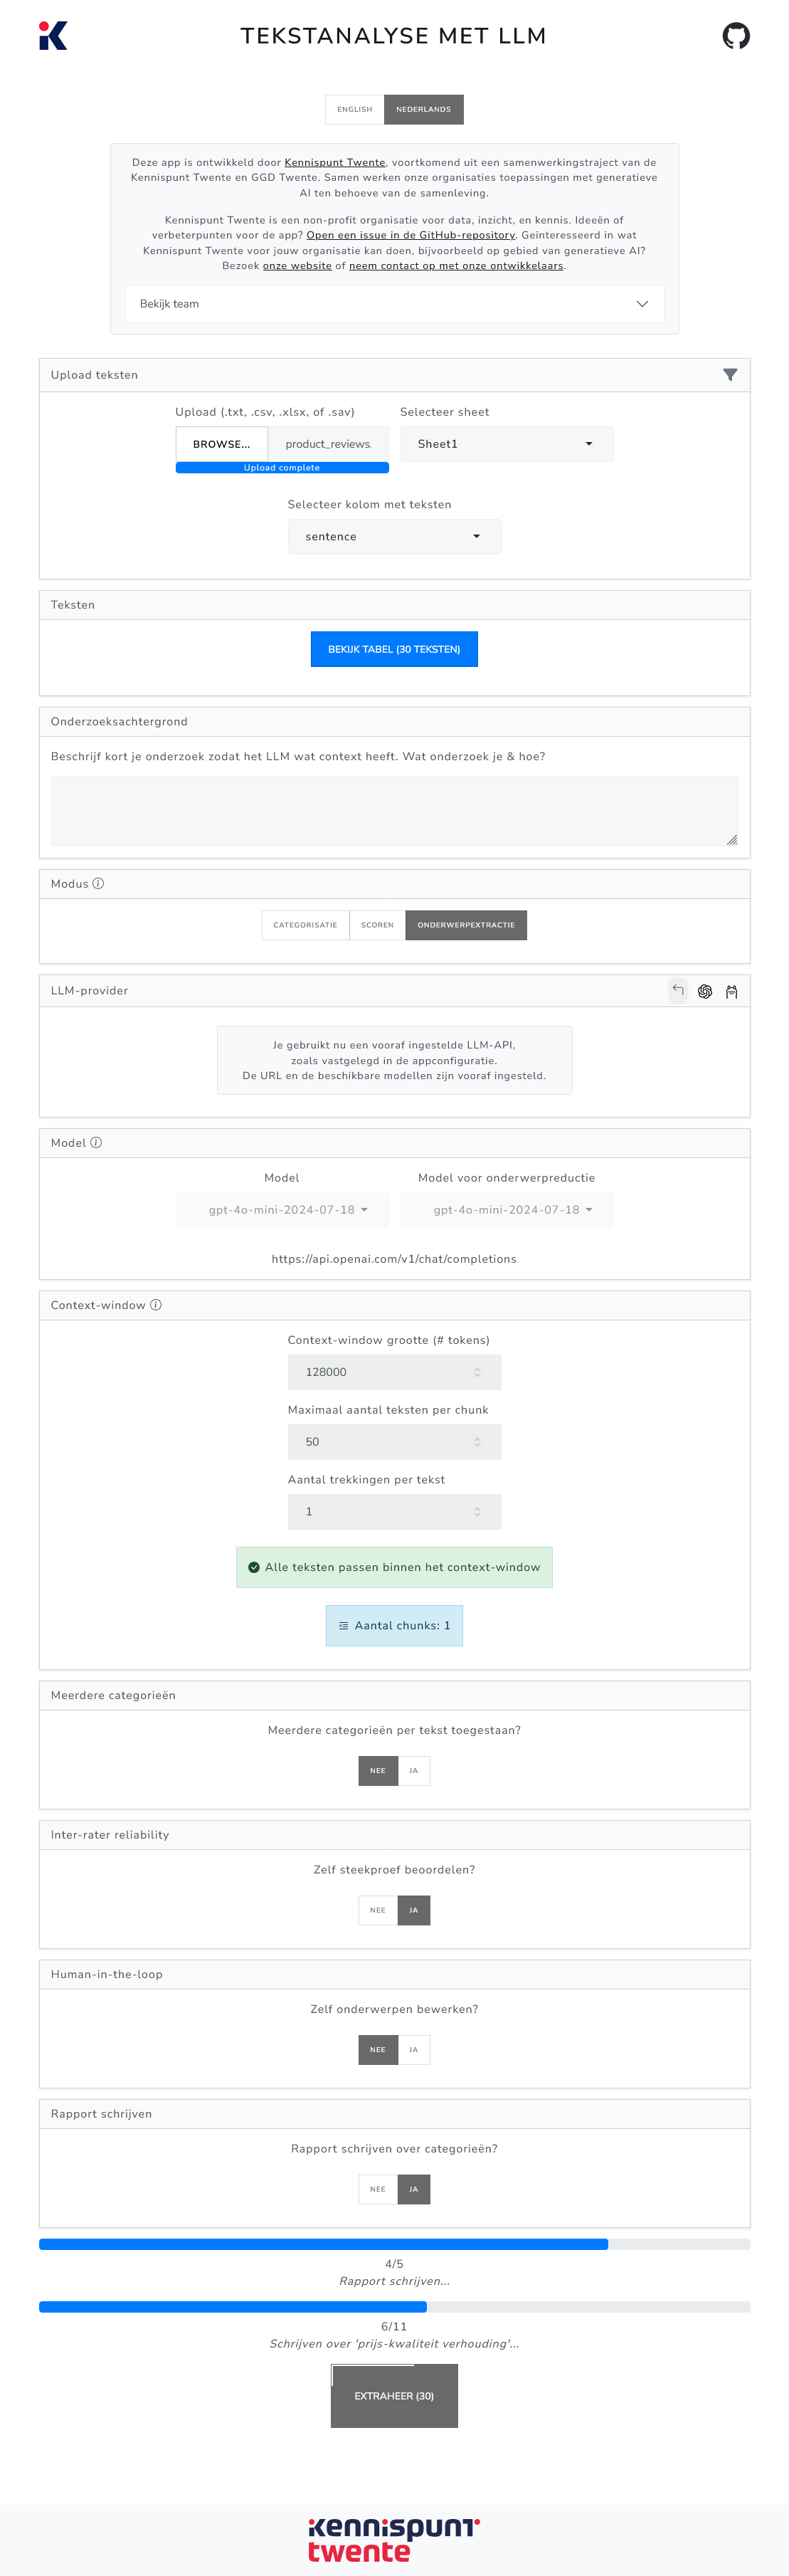 TEKSTANALYSE MET LLM
ENGLISH NEDERLANDS
Deze app is ontwikkeld door Kennispunt Twente, voortkomend uit een samenwerkingstraject van de
Kennispunt Twente en GGD Twente. Samen werken onze organisaties toepassingen met generatieve
AI ten behoeve van de samenleving.
Kennispunt Twente is een non-profit organisatie voor data, inzicht, en kennis. Ideeën of
verbeterpunten voor de app? Open een issue in de GitHub-repository. Geïnteresseerd in wat
Kennispunt Twente voor jouw organisatie kan doen, bijvoorbeeld op gebied van generatieve AI?
Bezoek onze website of neem contact op met onze ontwikkelaars.
Bekijk team
Upload teksten
Upload (.txt, .csv, .xlsx, of .sav) Selecteer sheet
BROWSE... product_reviews. Sheet1
Upload complete
Selecteer kolom met teksten
sentence
Teksten
BEKIJK TABEL (30 TEKSTEN)
Onderzoeksachtergrond
Beschrijf kort je onderzoek zodat het LLM wat context heeft. Wat onderzoek je & hoe?
Modus
CATEGORISATIE SCOREN ONDERWERPEXTRACTIE
LLM-provider
Je gebruikt nu een vooraf ingestelde LLM-API,
zoals vastgelegd in de appconfiguratie.
De URL en de beschikbare modellen zijn vooraf ingesteld.
Model
Model Model voor onderwerpreductie
gpt-4o-mini-2024-07-18 gpt-4o-mini-2024-07-18
https://api.openai.com/v1/chat/completions
Context-window
Context-window grootte (# tokens)
128000
Maximaal aantal teksten per chunk
50
Aantal trekkingen per tekst
1
Alle teksten passen binnen het context-window
Aantal chunks: 1
Meerdere categorieën
Meerdere categorieën per tekst toegestaan?
NEE JA
Inter-rater reliability
Zelf steekproef beoordelen?
NEE JA
Human-in-the-loop
Zelf onderwerpen bewerken?
NEE JA
Rapport schrijven
Rapport schrijven over categorieën?
NEE JA
4/5
Rapport schrijven...
6/11
Schrijven over 'prijs-kwaliteit verhouding'...
EXTRAHEER (30)
kennispunt
twente